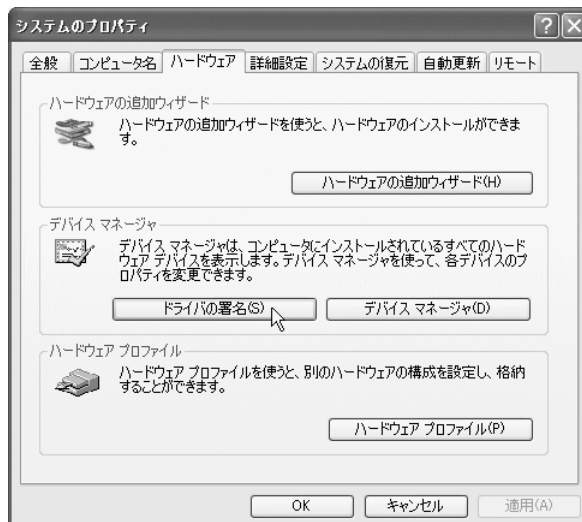 システムのプロパティ
全般 コンピュータ名 ハードウェア 詳細設定 システムの復元 自動更新 リモート
ハードウェアの追加ウィザード
ハードウェアの追加ウィザードを使うと、ハードウェアのインストールができま
す。
ハードウェアの追加ウィザード(H)
デバイス マネージャ
デバイス マネージャは、コンピュータにインストールされているすべてのハード
ウェア デバイスを表示します。デバイス マネージャを使って、各デバイスのプ
ロパティを変更できます。
ドライバの署名(S) デバイス マネージャ(D)
ハードウェア プロファイル
ハードウェア プロファイルを使うと、別のハードウェアの構成を設定し、格納
することができます。
ハードウェア プロファイル(P)
OK キャンセル 適用(A)